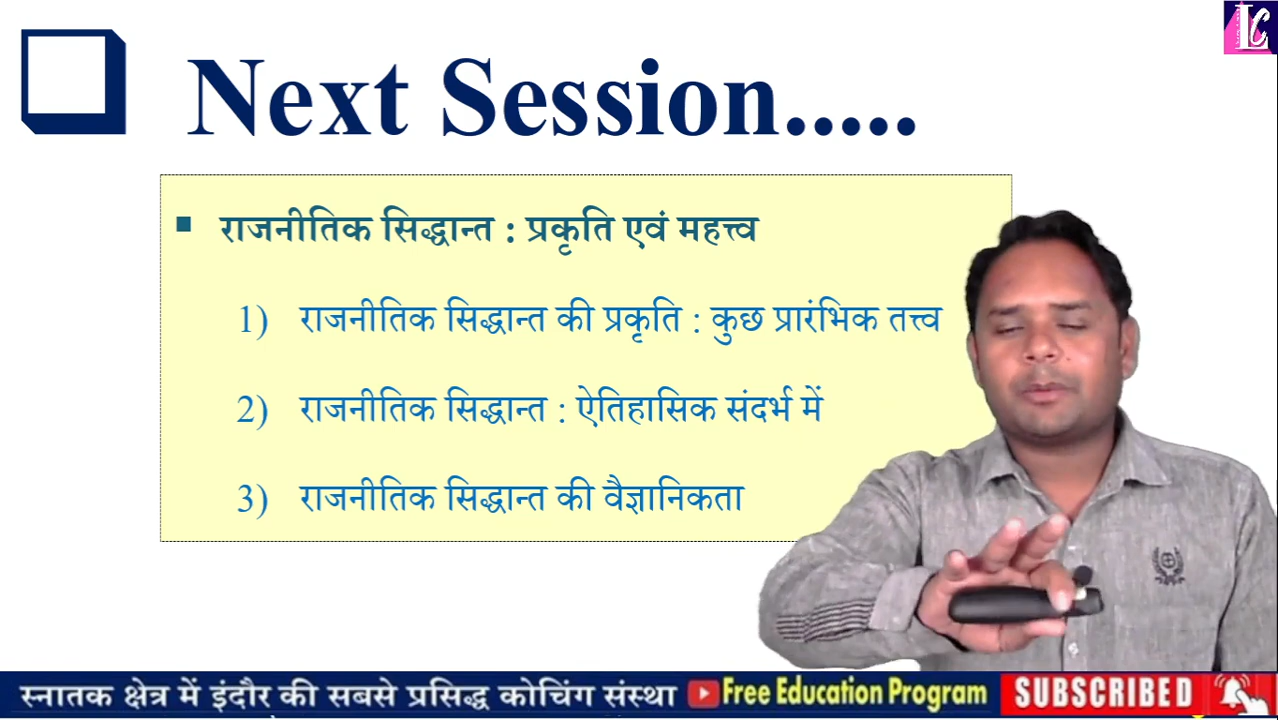 LC
Next Session.....
▪ राजनीतिक सिद्धान्त : प्रकृति एवं महत्त्व
1) राजनीतिक सिद्धान्त की प्रकृति : कुछ प्रारंभिक तत्त्व
2) राजनीतिक सिद्धान्त : ऐतिहासिक संदर्भ में
3) राजनीतिक सिद्धान्त की वैज्ञानिकता
स्नातक क्षेत्र में इंदौर की सबसे प्रसिद्ध कोचिंग संस्था Free Education Program SUBSCRIBED